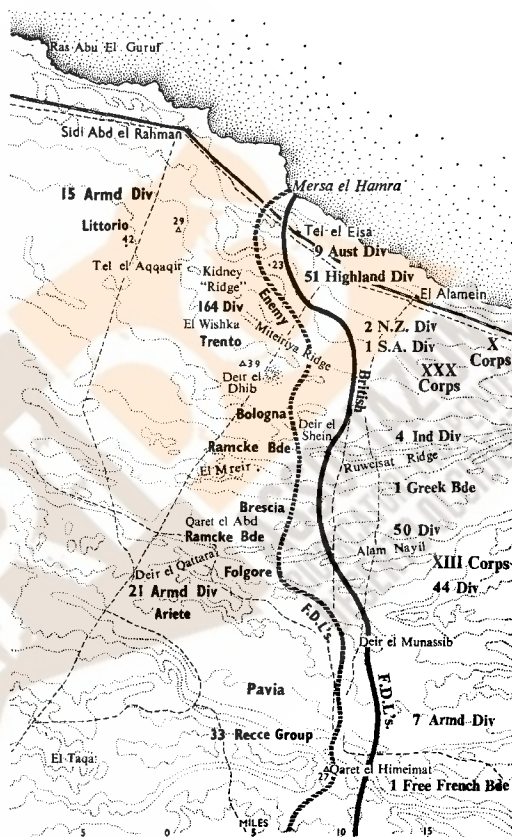 Ras Abu El Guruf
Sidi Abd el Rahman
Mersa el Hamra
15 Armd Div
Littorio
42
29
Tel el Eisa
9 Aust Div
Tel el Aqqaqir
Kidney
"Ridge"
23
51 Highland Div
164 Div
Enemy
El Alamein
El Wishka
Trento
Miteiriya Ridge
2 N.Z. Div
1 S.A. Div
X
Corps
XXX
Corps
39
Deir el
Dhib
British
Bologna
Deir el
Shein
Ramcke Bde
4 Ind Div
Ruweisat Ridge
El Mreir
1 Greek Bde
Brescia
Qaret el Abd
Ramcke Bde
50 Div
Alam Nayil
Deir el Qattara
Folgore
XIII Corps
21 Armd Div
44 Div
Ariete
F.D.L's.
Deir el Munassib
Pavia
F.D.L's.
33 Recce Group
7 Armd Div
El Taqa
27
Qaret el Himeimat
1 Free French Bde
MILES
5 0 5 10 15